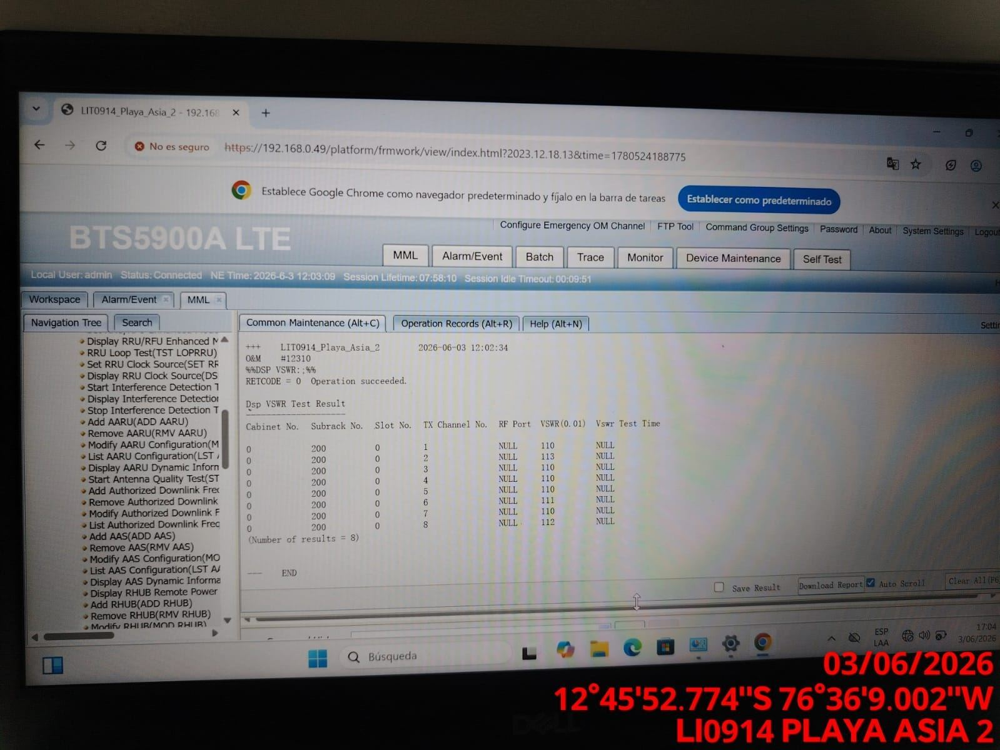 LIT0914_Playa_Asia_2 - 192.168
No es seguro https://192.168.0.49/platform/frmwork/view/index.html?2023.12.18.13&time=1780524188775
Establece Google Chrome como navegador predeterminado y fíjalo en la barra de tareas Establecer como predeterminado
Configure Emergency OM Channel FTP Tool Command Group Settings Password About System Settings Logout
BTS5900A LTE
MML Alarm/Event Batch Trace Monitor Device Maintenance Self Test
Local User: admin Status: Connected NE Time: 2026-6-3 12:03:09 Session Lifetime: 07:58:10 Session Idle Timeout: 00:09:51
Workspace Alarm/Event MML
Navigation Tree Search
Common Maintenance (Alt+C) Operation Records (Alt+R) Help (Alt+N) Settin
Display RRU/RFU Enhanced M
RRU Loop Test(TST LOPRRU)
Set RRU Clock Source(SET RF
Display RRU Clock Source(DS
Start Interference Detection T
Display Interference Detection
Stop Interference Detection T
Add AARU(ADD AARU)
Remove AARU(RMV AARU)
Modify AARU Configuration(M
List AARU Configuration(LST A
Display AARU Dynamic Inform
Start Antenna Quality Test(ST
Add Authorized Downlink Frec
Remove Authorized Downlink
Modify Authorized Downlink F
List Authorized Downlink Frec
Add AAS(ADD AAS)
Remove AAS(RMV AAS)
Modify AAS Configuration(MO
List AAS Configuration(LST AA
Display AAS Dynamic Informa
Display RHUB Remote Power
Add RHUB(ADD RHUB)
Remove RHUB(RMV RHUB)
Modify RHUB(MOD RHUB)
+++ LIT0914_Playa_Asia_2 2026-06-03 12:02:34
O&M #12310
%%DSP VSWR:;%%
RETCODE = 0 Operation succeeded.
Dsp VSWR Test Result
--------------------
Cabinet No. Subrack No. Slot No. TX Channel No. RF Port VSWR(0.01) Vswr Test Time
0 200 0 1 NULL 110 NULL
0 200 0 2 NULL 113 NULL
0 200 0 3 NULL 110 NULL
0 200 0 4 NULL 110 NULL
0 200 0 5 NULL 110 NULL
0 200 0 6 NULL 111 NULL
0 200 0 7 NULL 110 NULL
0 200 0 8 NULL 112 NULL
(Number of results = 8)
--- END
Save Result Download Report Auto Scroll Clear All(F6
Búsqueda
ESP
LAA
17:04
3/06/2026
DELL
03/06/2026
12°45'52.774"S 76°36'9.002"W
LI0914 PLAYA ASIA 2